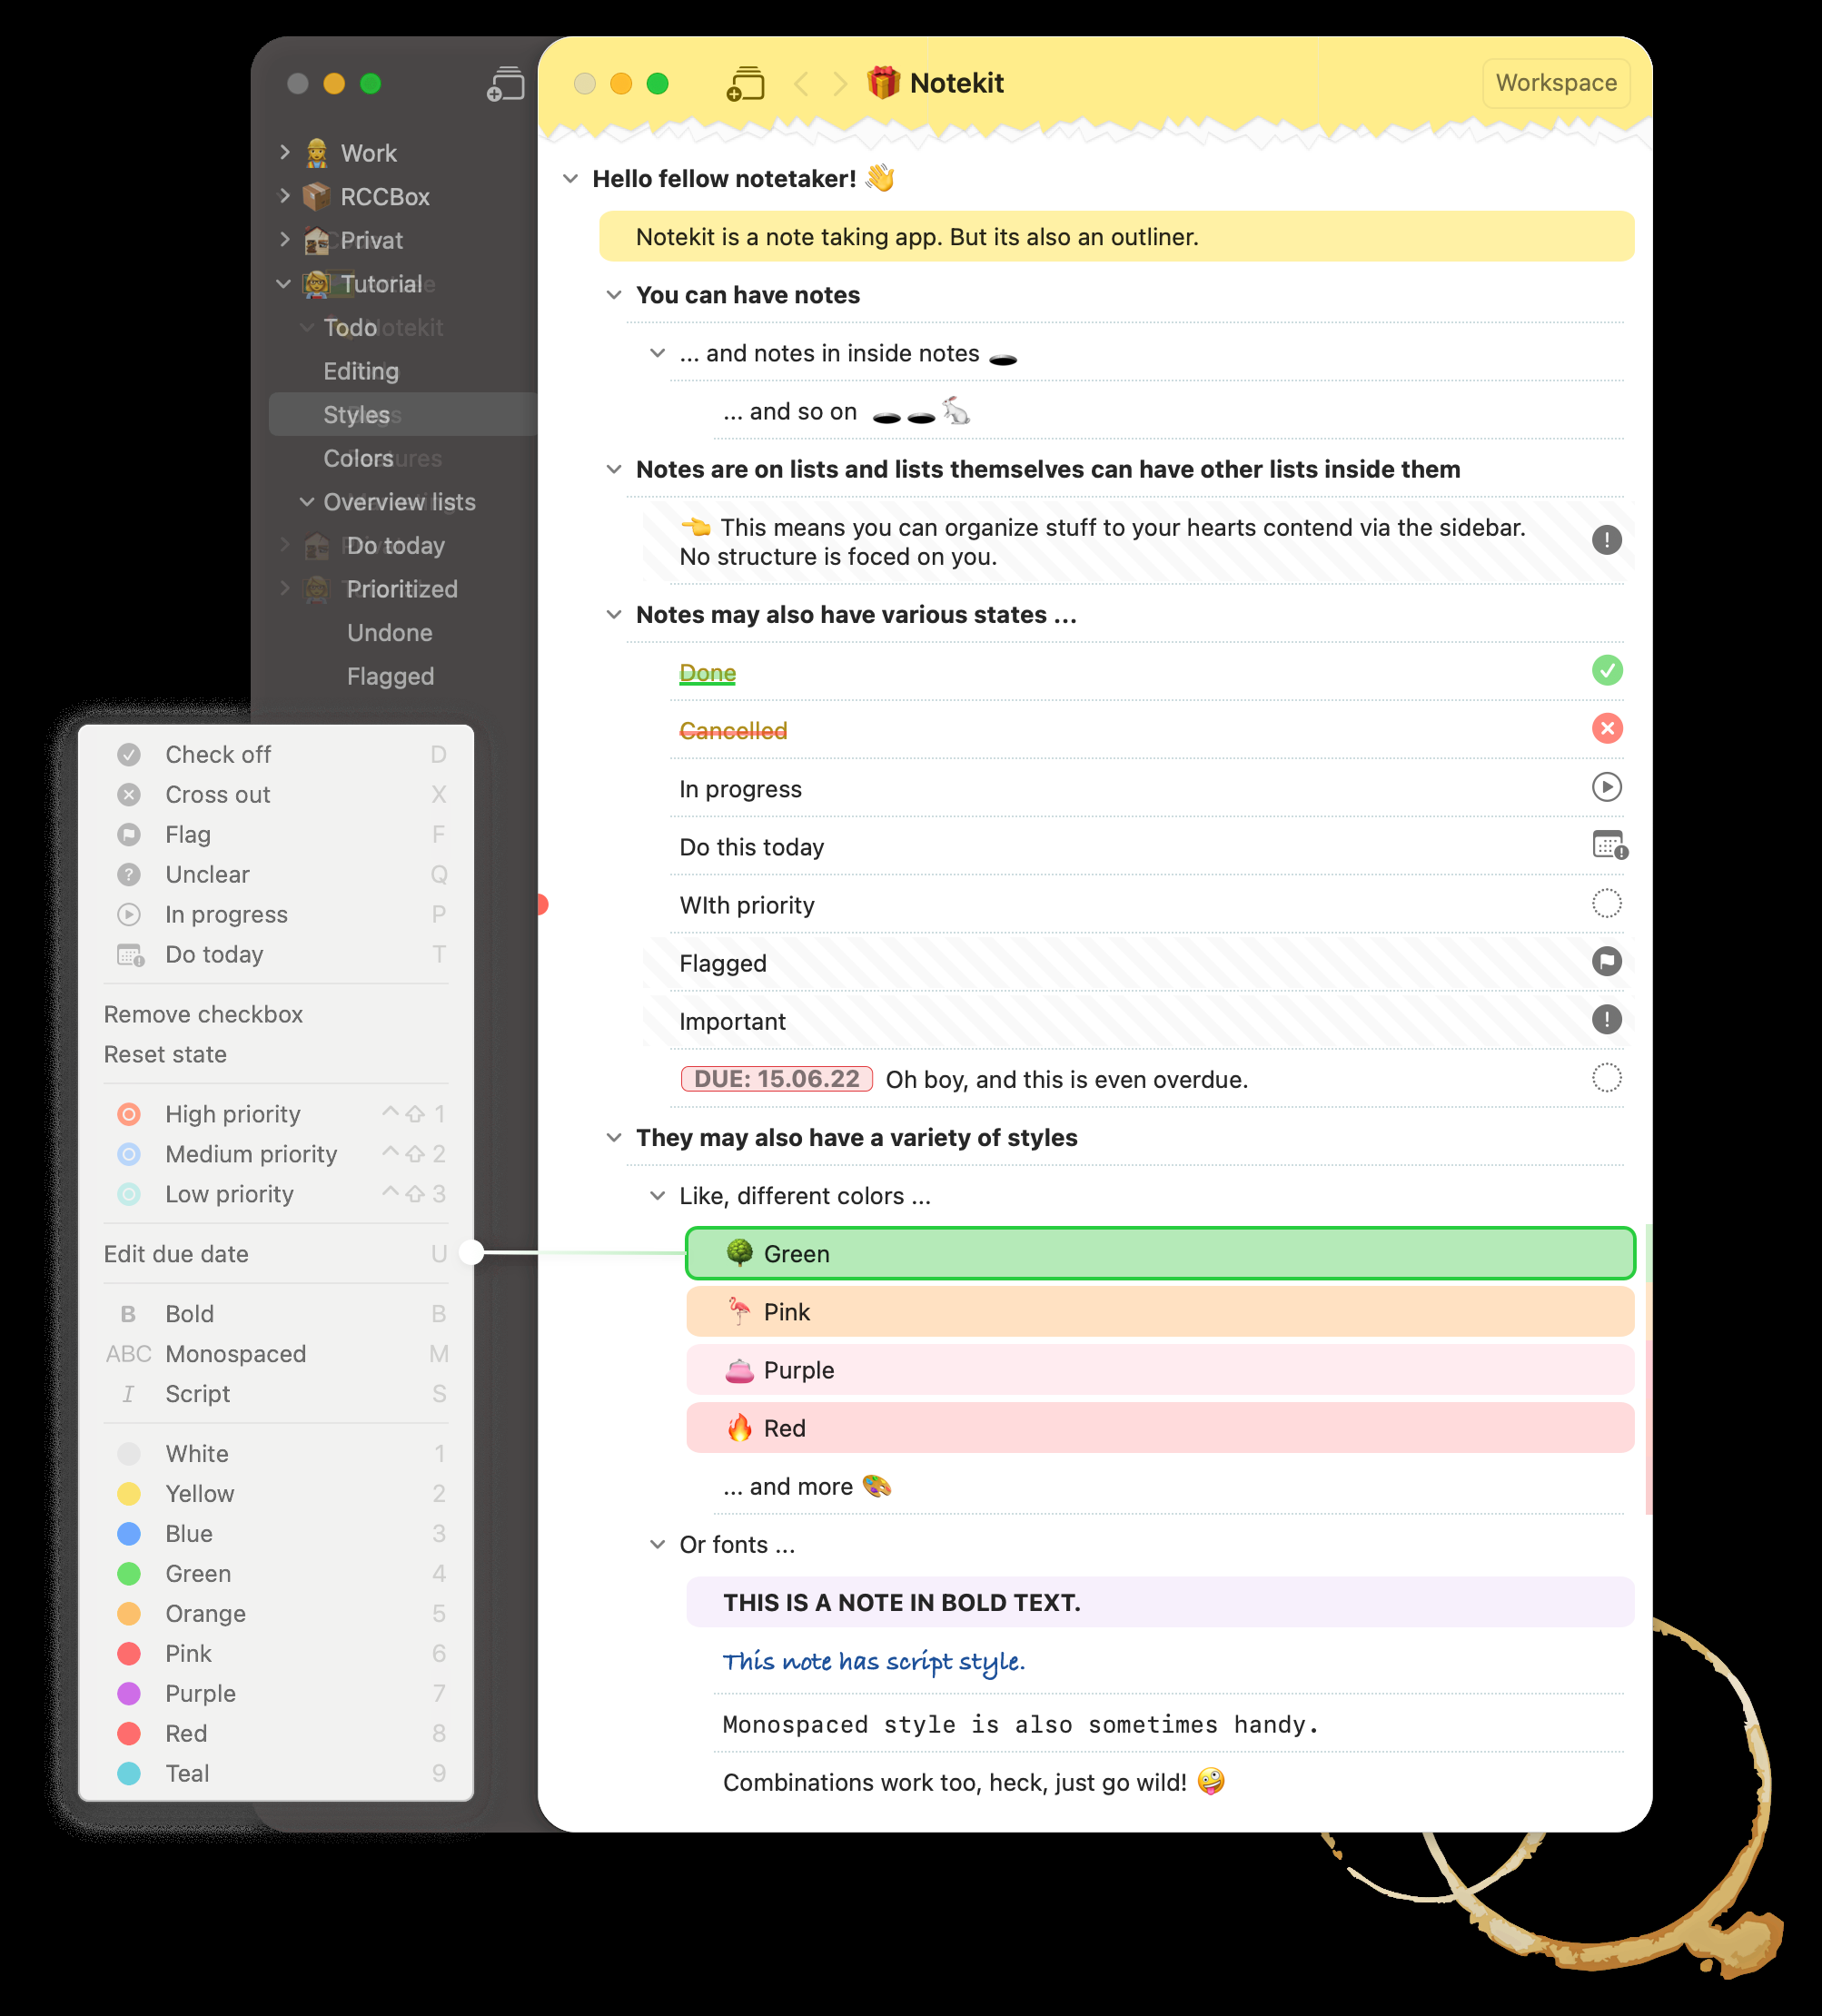 Notekit
Workspace
Work
RCCBox
Privat
Tutorial
Todo
Notekit
Editing
Styles
Colors
Overview lists
Do today
Prioritized
Undone
Flagged
Hello fellow notetaker! 👋
Notekit is a note taking app. But its also an outliner.
You can have notes
... and notes in inside notes 🕳️
... and so on 🕳️🕳️🐇
Notes are on lists and lists themselves can have other lists inside them
👈 This means you can organize stuff to your hearts contend via the sidebar.
No structure is foced on you.
Notes may also have various states ...
Done
Cancelled
In progress
Do this today
WIth priority
Flagged
Important
DUE: 15.06.22 Oh boy, and this is even overdue.
They may also have a variety of styles
Like, different colors ...
🌳 Green
🦩 Pink
👛 Purple
🔥 Red
... and more 🎨
Or fonts ...
THIS IS A NOTE IN BOLD TEXT.
This note has script style.
Monospaced style is also sometimes handy.
Combinations work too, heck, just go wild! 🤪
Check off D
Cross out X
Flag F
Unclear Q
In progress P
Do today T
Remove checkbox
Reset state
High priority ^⇧ 1
Medium priority ^⇧ 2
Low priority ^⇧ 3
Edit due date U
B Bold B
ABC Monospaced M
I Script S
White 1
Yellow 2
Blue 3
Green 4
Orange 5
Pink 6
Purple 7
Red 8
Teal 9